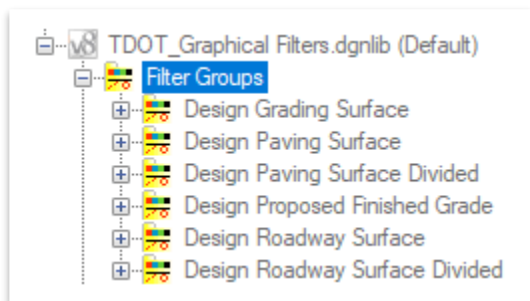 V8 TDOT_Graphical Filters.dgnlib (Default)
Filter Groups
Design Grading Surface
Design Paving Surface
Design Paving Surface Divided
Design Proposed Finished Grade
Design Roadway Surface
Design Roadway Surface Divided